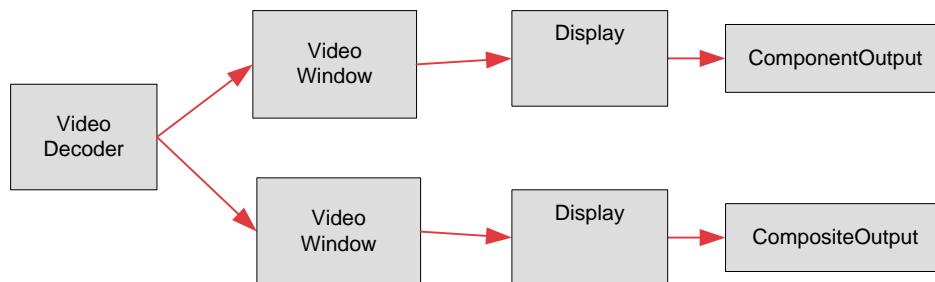 Video
Window
Display
ComponentOutput
Video
Decoder
Video
Window
Display
CompositeOutput